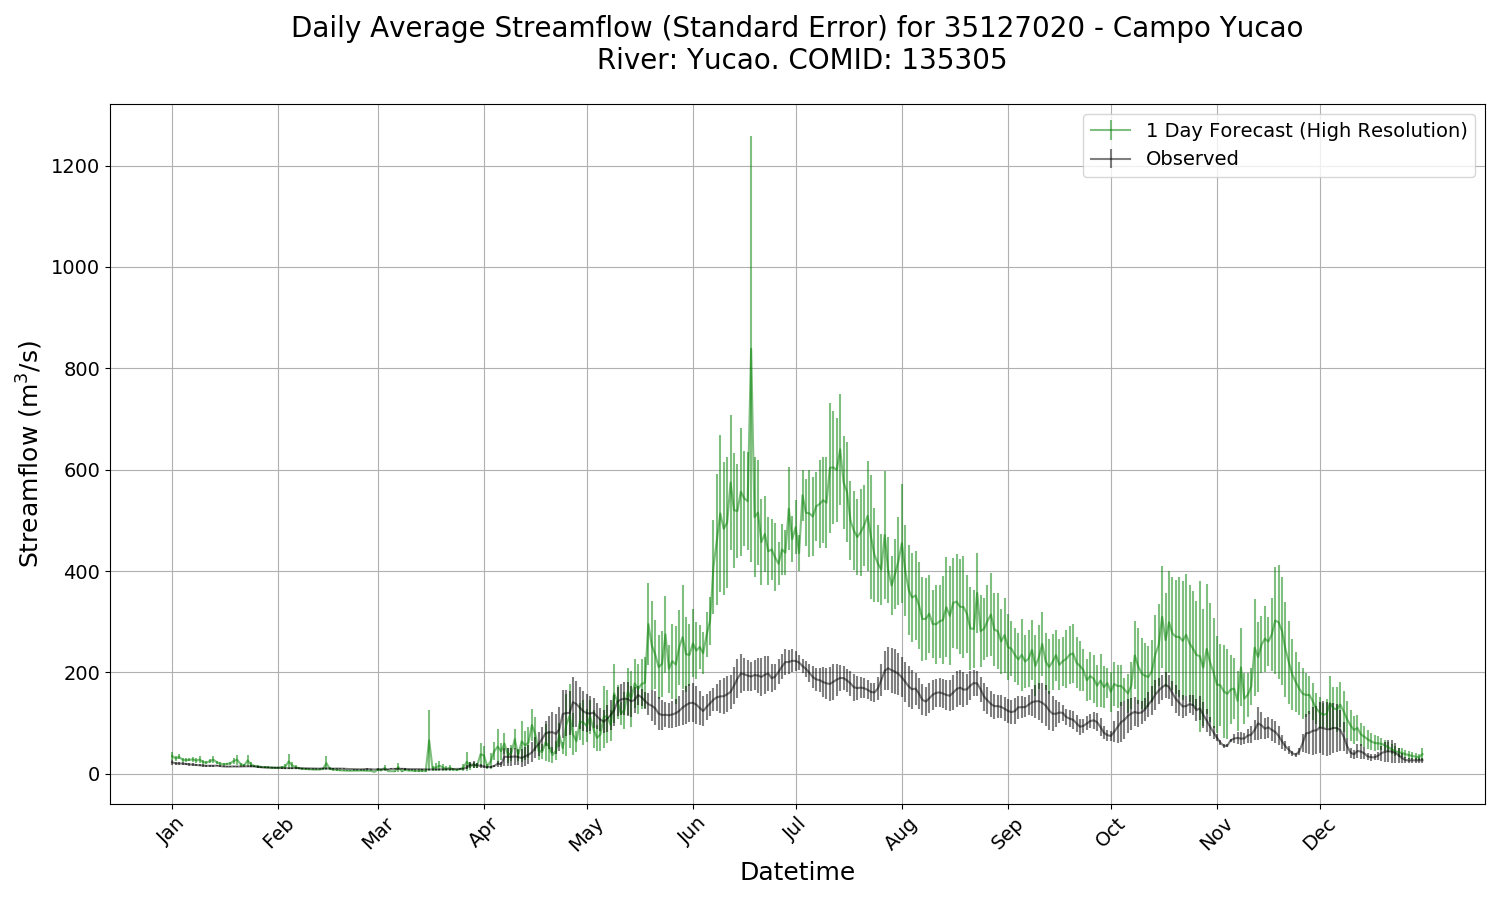 Daily Average Streamflow (Standard Error) for 35127020 - Campo Yucao
River: Yucao. COMID: 135305
1 Day Forecast (High Resolution)
Observed
Streamflow (m³/s)
1200
1000
800
600
400
200
0
Jan
Feb
Mar
Apr
May
Jun
Jul
Aug
Sep
Oct
Nov
Dec
Datetime